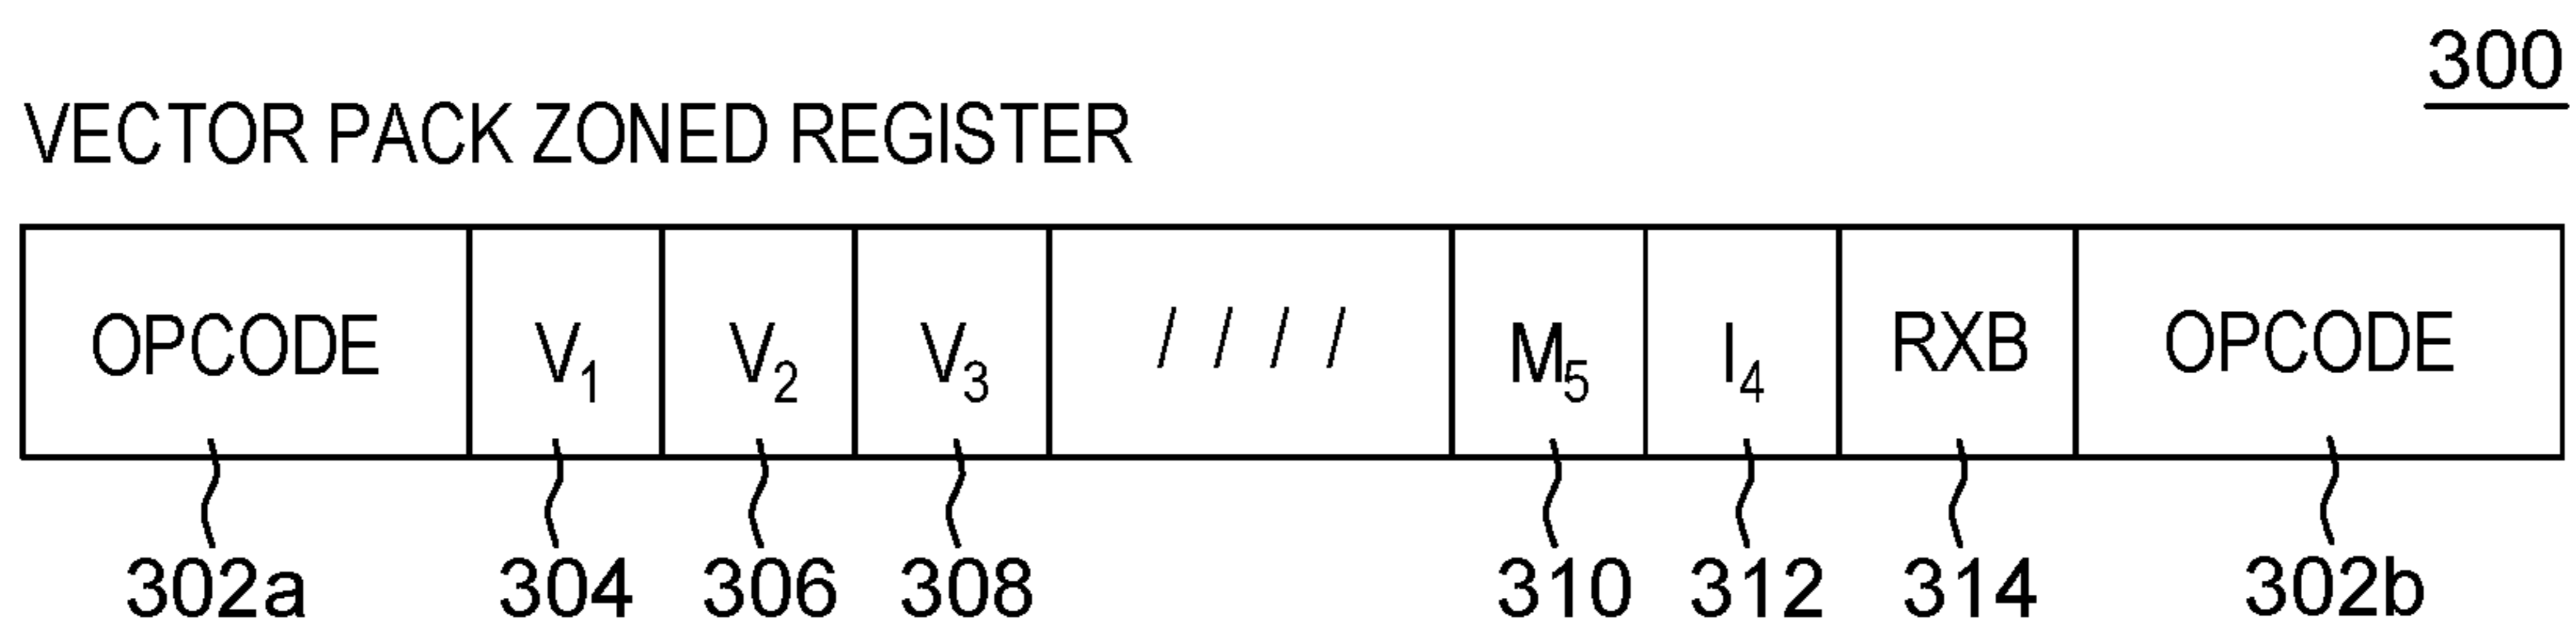 300
VECTOR PACK ZONED REGISTER
OPCODE V₁ V₂ V₃ / / / / M₅ I₄ RXB OPCODE
302a 304 306 308 310 312 314 302b